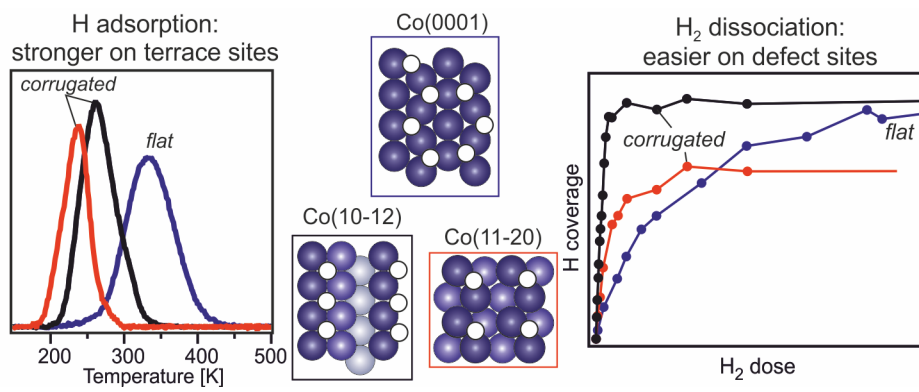 H adsorption:
stronger on terrace sites
corrugated
flat
200
300
400
500
Temperature [K]
Co(0001)
Co(10-12)
Co(11-20)
H₂ dissociation:
easier on defect sites
flat
corrugated
H coverage
H₂ dose